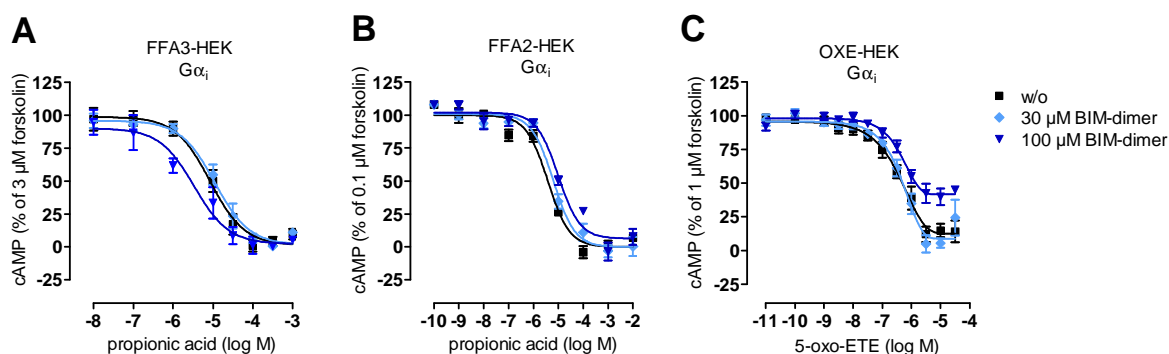 A
FFA3-HEK
Gαi
cAMP (% of 3 µM forskolin)
125
100
75
50
25
0
-25
-8 -7 -6 -5 -4 -3
propionic acid (log M)
B
FFA2-HEK
Gαi
cAMP (% of 0.1 µM forskolin)
125
100
75
50
25
0
-25
-10 -9 -8 -7 -6 -5 -4 -3 -2
propionic acid (log M)
C
OXE-HEK
Gαi
cAMP (% of 1 µM forskolin)
125
100
75
50
25
0
-25
-11 -10 -9 -8 -7 -6 -5 -4
5-oxo-ETE (log M)
w/o
30 µM BIM-dimer
100 µM BIM-dimer